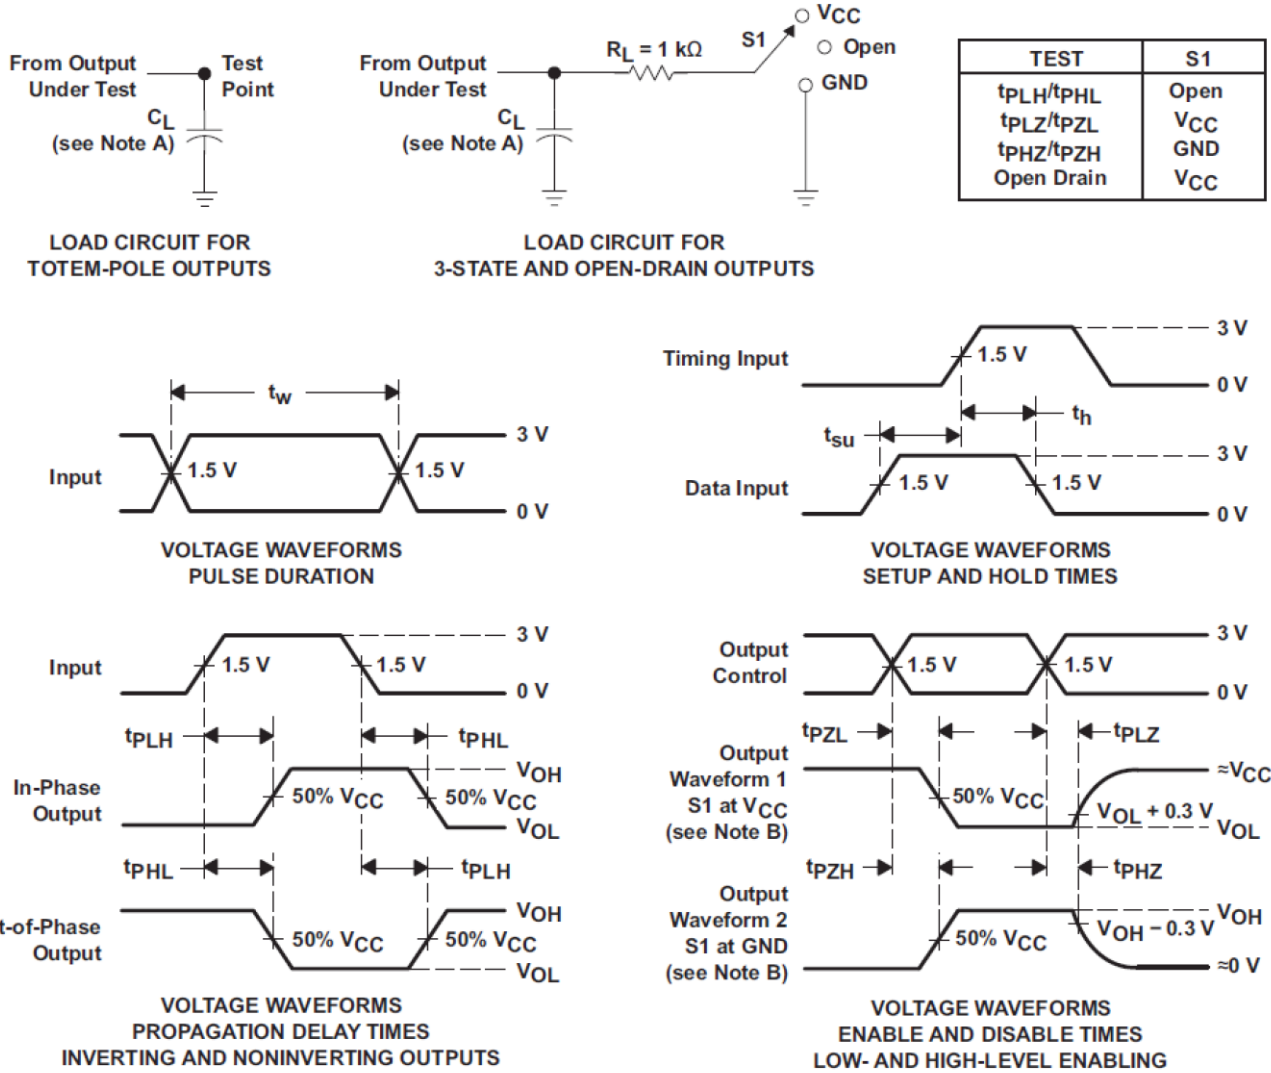 From Output
Under Test
Test
Point
CL
(see Note A)
LOAD CIRCUIT FOR
TOTEM-POLE OUTPUTS
From Output
Under Test
RL = 1 kΩ
S1
VCC
Open
GND
CL
(see Note A)
LOAD CIRCUIT FOR
3-STATE AND OPEN-DRAIN OUTPUTS
TEST S1
tPLH/tPHL Open
tPLZ/tPZL VCC
tPHZ/tPZH GND
Open Drain VCC
tw
Input
1.5 V
1.5 V
3 V
0 V
VOLTAGE WAVEFORMS
PULSE DURATION
Timing Input
1.5 V
3 V
0 V
tsu
th
Data Input
1.5 V
1.5 V
3 V
0 V
VOLTAGE WAVEFORMS
SETUP AND HOLD TIMES
Input
1.5 V
1.5 V
3 V
0 V
tPLH
tPHL
In-Phase
Output
50% VCC
50% VCC
VOH
VOL
tPHL
tPLH
t-of-Phase
Output
50% VCC
50% VCC
VOH
VOL
VOLTAGE WAVEFORMS
PROPAGATION DELAY TIMES
INVERTING AND NONINVERTING OUTPUTS
Output
Control
1.5 V
1.5 V
3 V
0 V
tPZL
tPLZ
Output
Waveform 1
S1 at VCC
(see Note B)
50% VCC
VOL + 0.3 V
≈VCC
VOL
tPZH
tPHZ
Output
Waveform 2
S1 at GND
(see Note B)
50% VCC
VOH − 0.3 V
VOH
≈0 V
VOLTAGE WAVEFORMS
ENABLE AND DISABLE TIMES
LOW- AND HIGH-LEVEL ENABLING